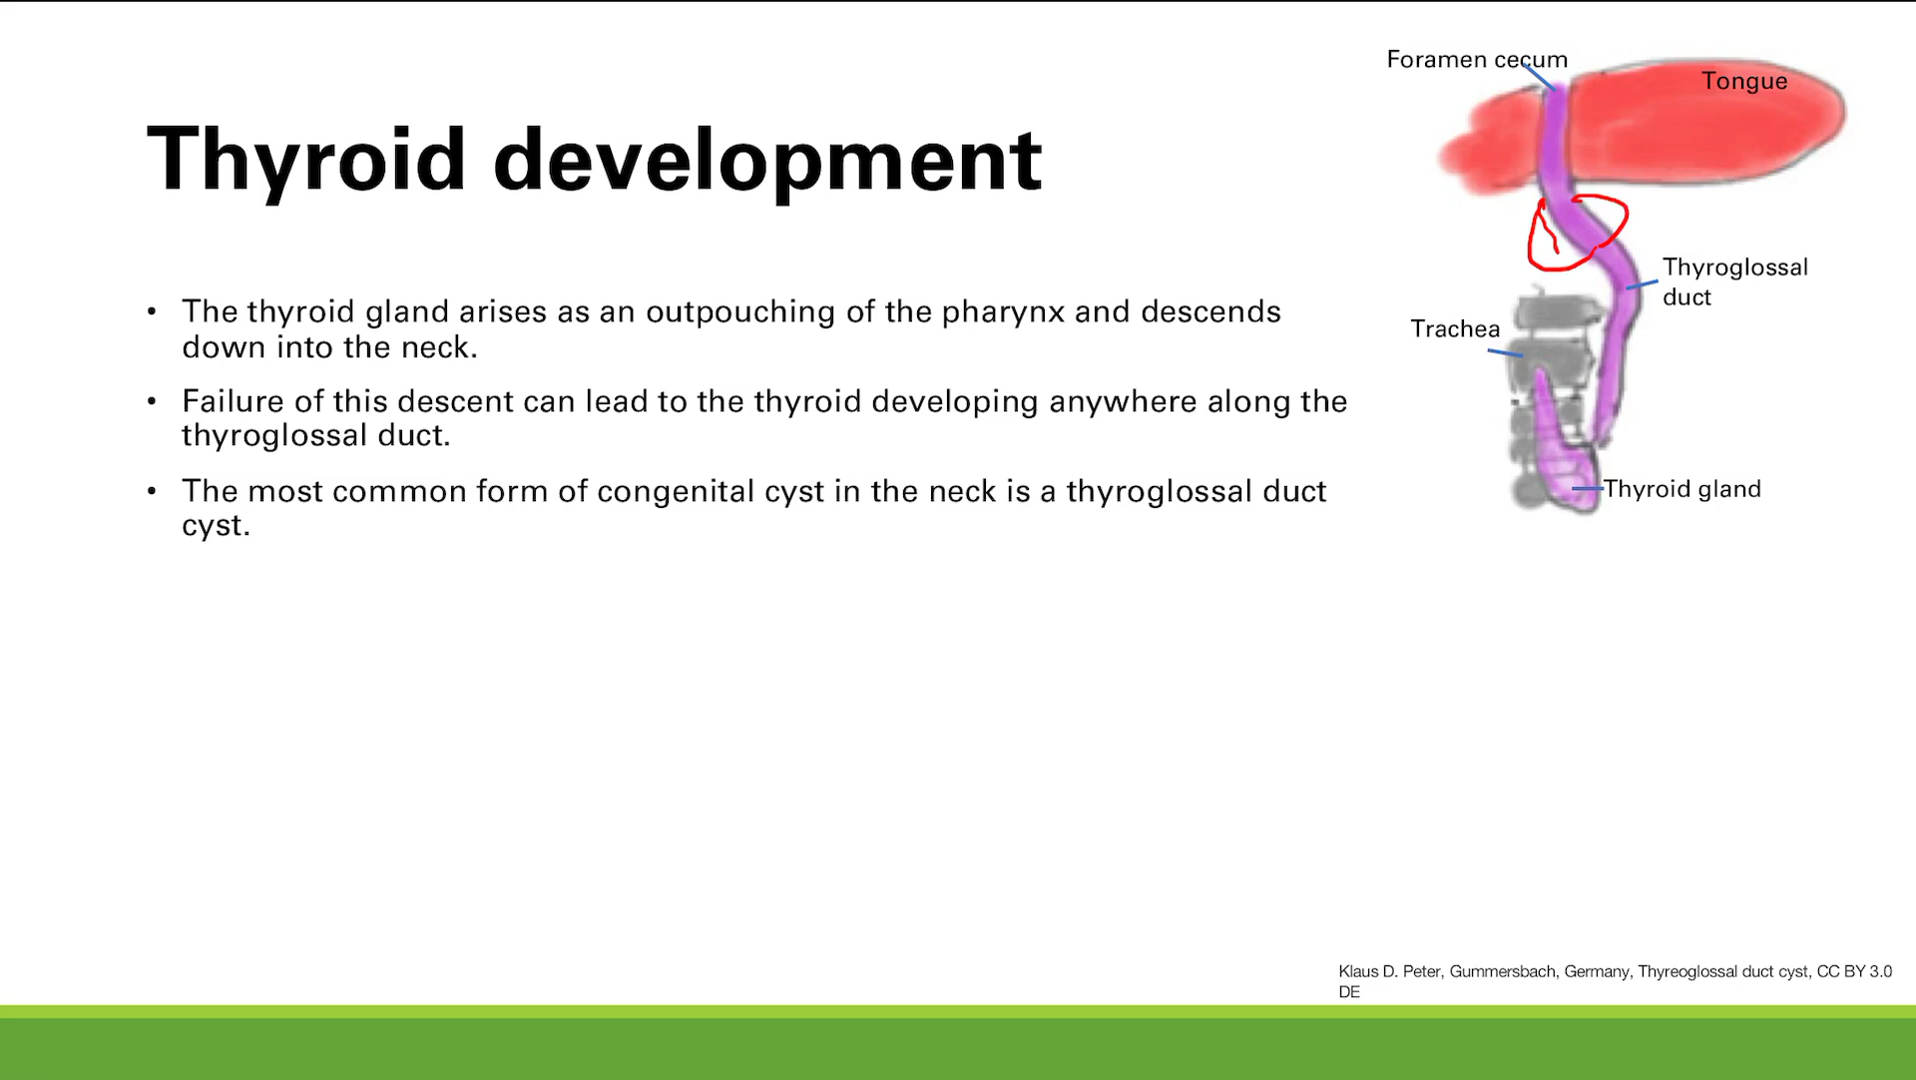 Foramen cecum
Tongue
Thyroid development
• The thyroid gland arises as an outpouching of the pharynx and descends
down into the neck.
• Failure of this descent can lead to the thyroid developing anywhere along the
thyroglossal duct.
• The most common form of congenital cyst in the neck is a thyroglossal duct
cyst.
Thyroglossal
duct
Trachea
Thyroid gland
Klaus D. Peter, Gummersbach, Germany, Thyreoglossal duct cyst, CC BY 3.0
DE